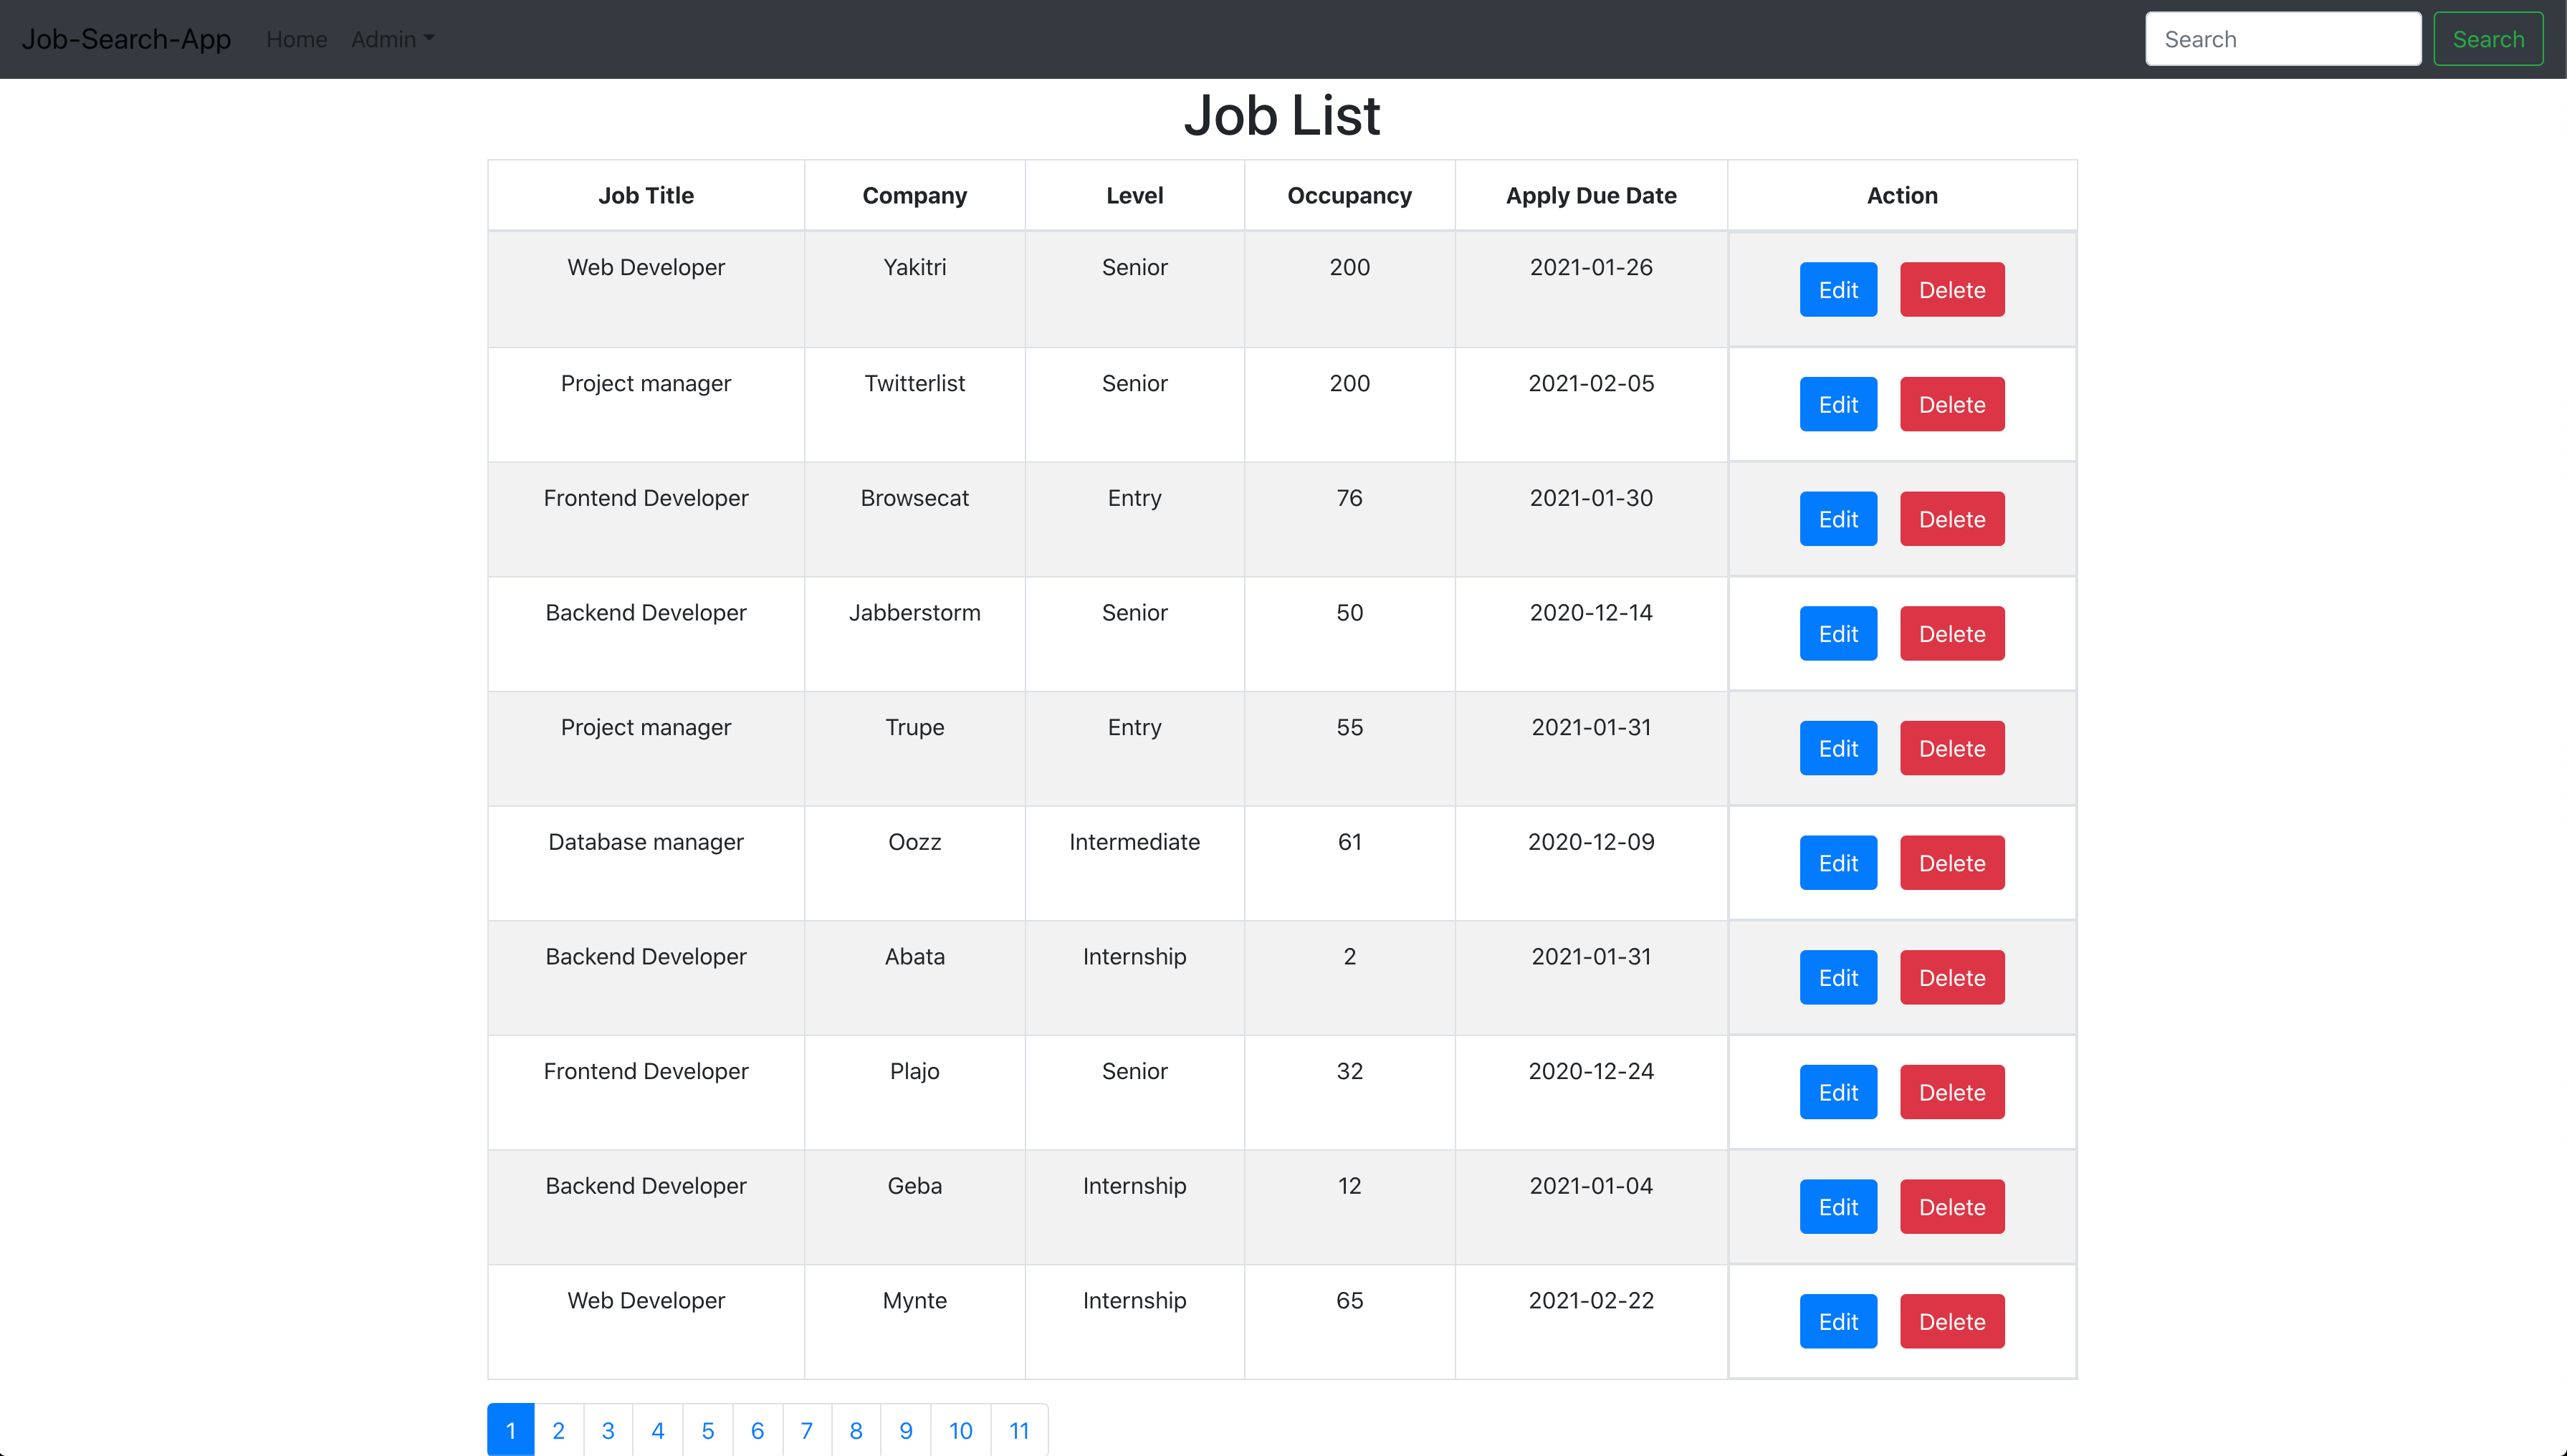 Job-Search-App Home Admin Search Search
Job List
Job Title Company Level Occupancy Apply Due Date Action
Web Developer Yakitri Senior 200 2021-01-26 Edit Delete
Project manager Twitterlist Senior 200 2021-02-05 Edit Delete
Frontend Developer Browsecat Entry 76 2021-01-30 Edit Delete
Backend Developer Jabberstorm Senior 50 2020-12-14 Edit Delete
Project manager Trupe Entry 55 2021-01-31 Edit Delete
Database manager Oozz Intermediate 61 2020-12-09 Edit Delete
Backend Developer Abata Internship 2 2021-01-31 Edit Delete
Frontend Developer Plajo Senior 32 2020-12-24 Edit Delete
Backend Developer Geba Internship 12 2021-01-04 Edit Delete
Web Developer Mynte Internship 65 2021-02-22 Edit Delete
1 2 3 4 5 6 7 8 9 10 11